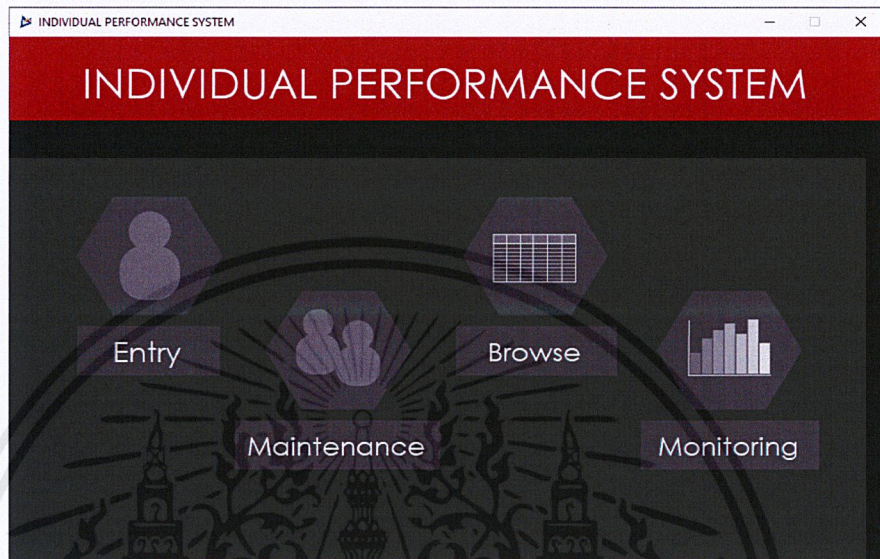 INDIVIDUAL PERFORMANCE SYSTEM
INDIVIDUAL PERFORMANCE SYSTEM
Entry
Browse
Maintenance
Monitoring